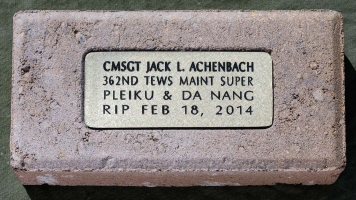 CMSGT JACK L. ACHENBACH
362ND TEWS MAINT SUPER
PLEIKU & DA NANG
RIP FEB 18, 2014